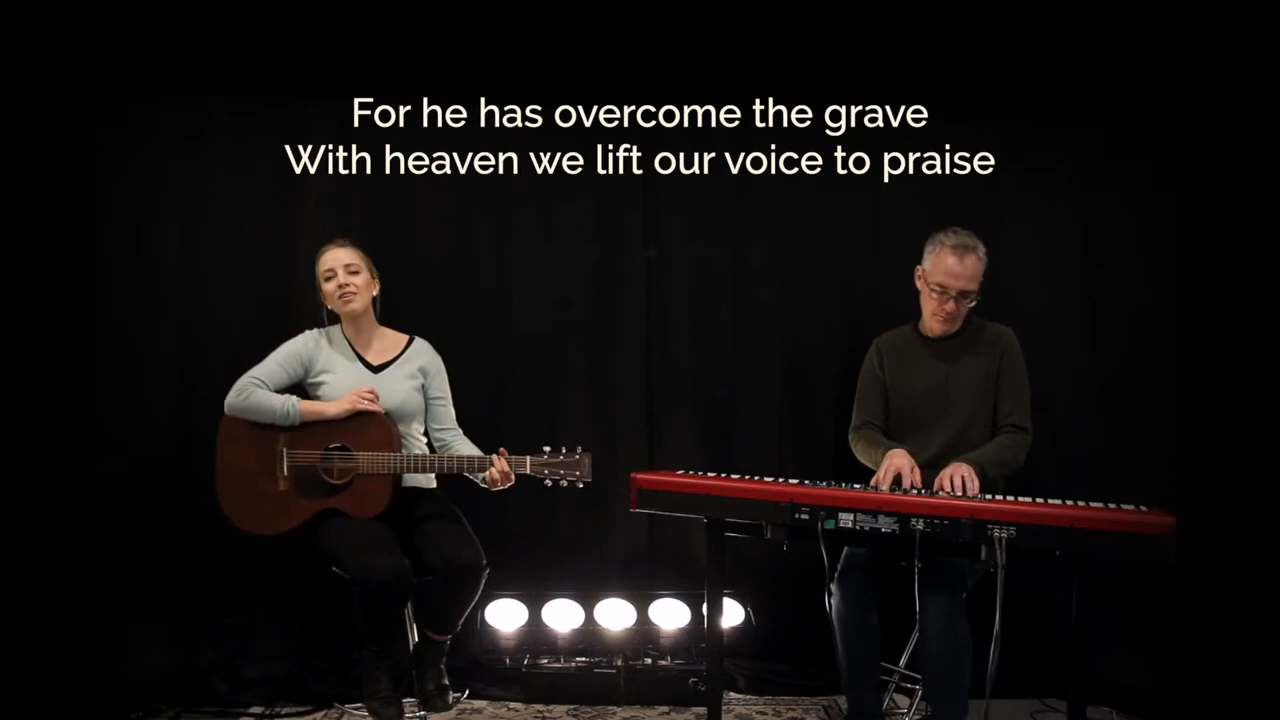 For he has overcome the grave
With heaven we lift our voice to praise